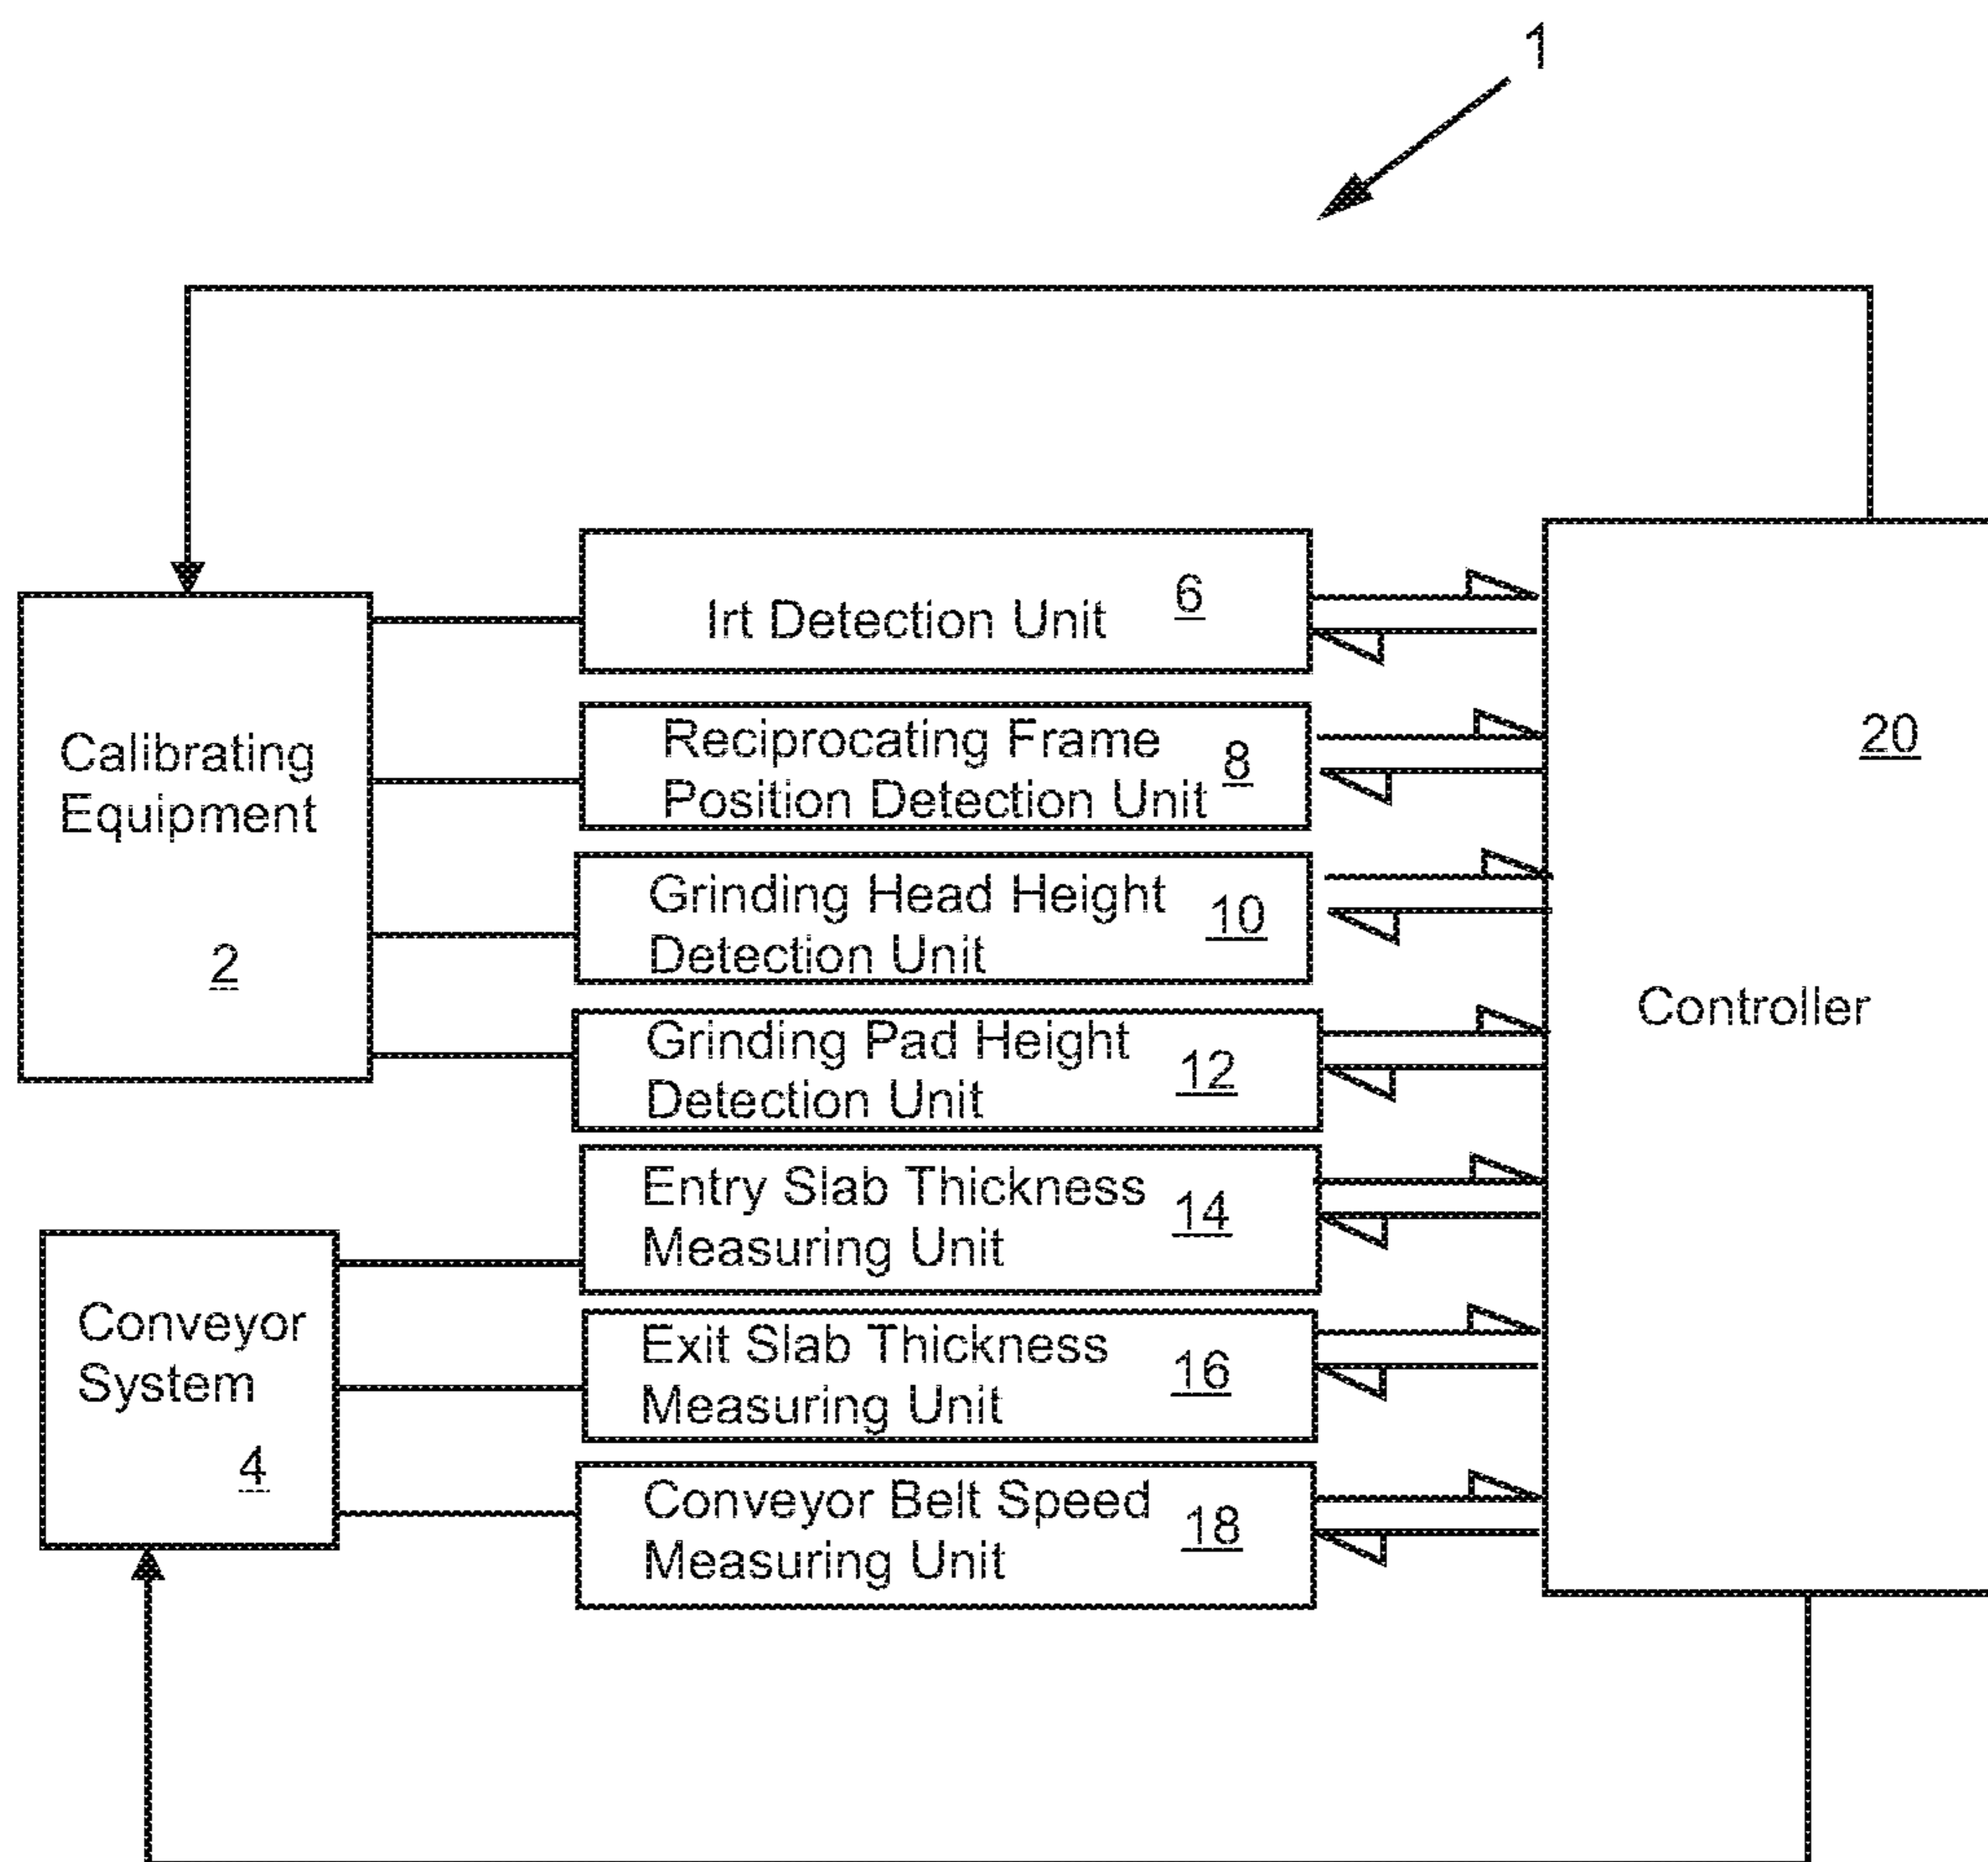 1
Irt Detection Unit 6
Reciprocating Frame
Position Detection Unit 8
Calibrating
Equipment
2
Grinding Head Height
Detection Unit 10
Grinding Pad Height
Detection Unit 12
Entry Slab Thickness
Measuring Unit 14
Conveyor
System
4
Exit Slab Thickness
Measuring Unit 16
Conveyor Belt Speed
Measuring Unit 18
20
Controller